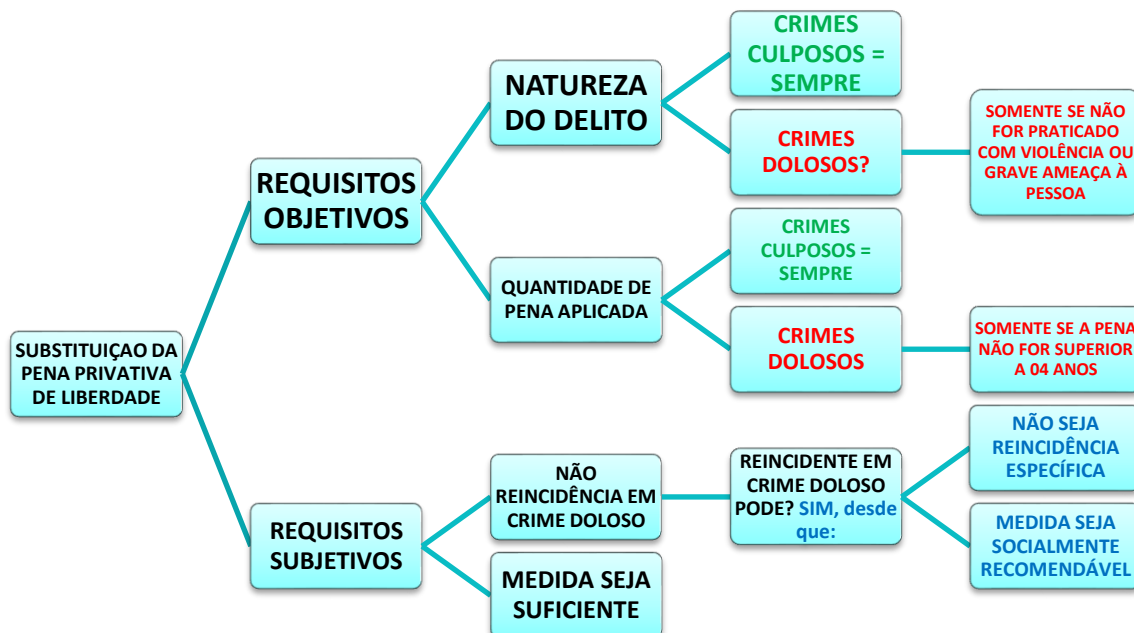 SUBSTITUIÇAO DA
PENA PRIVATIVA
DE LIBERDADE
REQUISITOS
OBJETIVOS
NATUREZA
DO DELITO
CRIMES
CULPOSOS =
SEMPRE
CRIMES
DOLOSOS?
SOMENTE SE NÃO
FOR PRATICADO
COM VIOLÊNCIA OU
GRAVE AMEAÇA À
PESSOA
QUANTIDADE DE
PENA APLICADA
CRIMES
CULPOSOS =
SEMPRE
CRIMES
DOLOSOS
SOMENTE SE A PENA
NÃO FOR SUPERIOR
A 04 ANOS
REQUISITOS
SUBJETIVOS
NÃO
REINCIDÊNCIA EM
CRIME DOLOSO
REINCIDENTE EM
CRIME DOLOSO
PODE? SIM, desde
que:
NÃO SEJA
REINCIDÊNCIA
ESPECÍFICA
MEDIDA SEJA
SOCIALMENTE
RECOMENDÁVEL
MEDIDA SEJA
SUFICIENTE